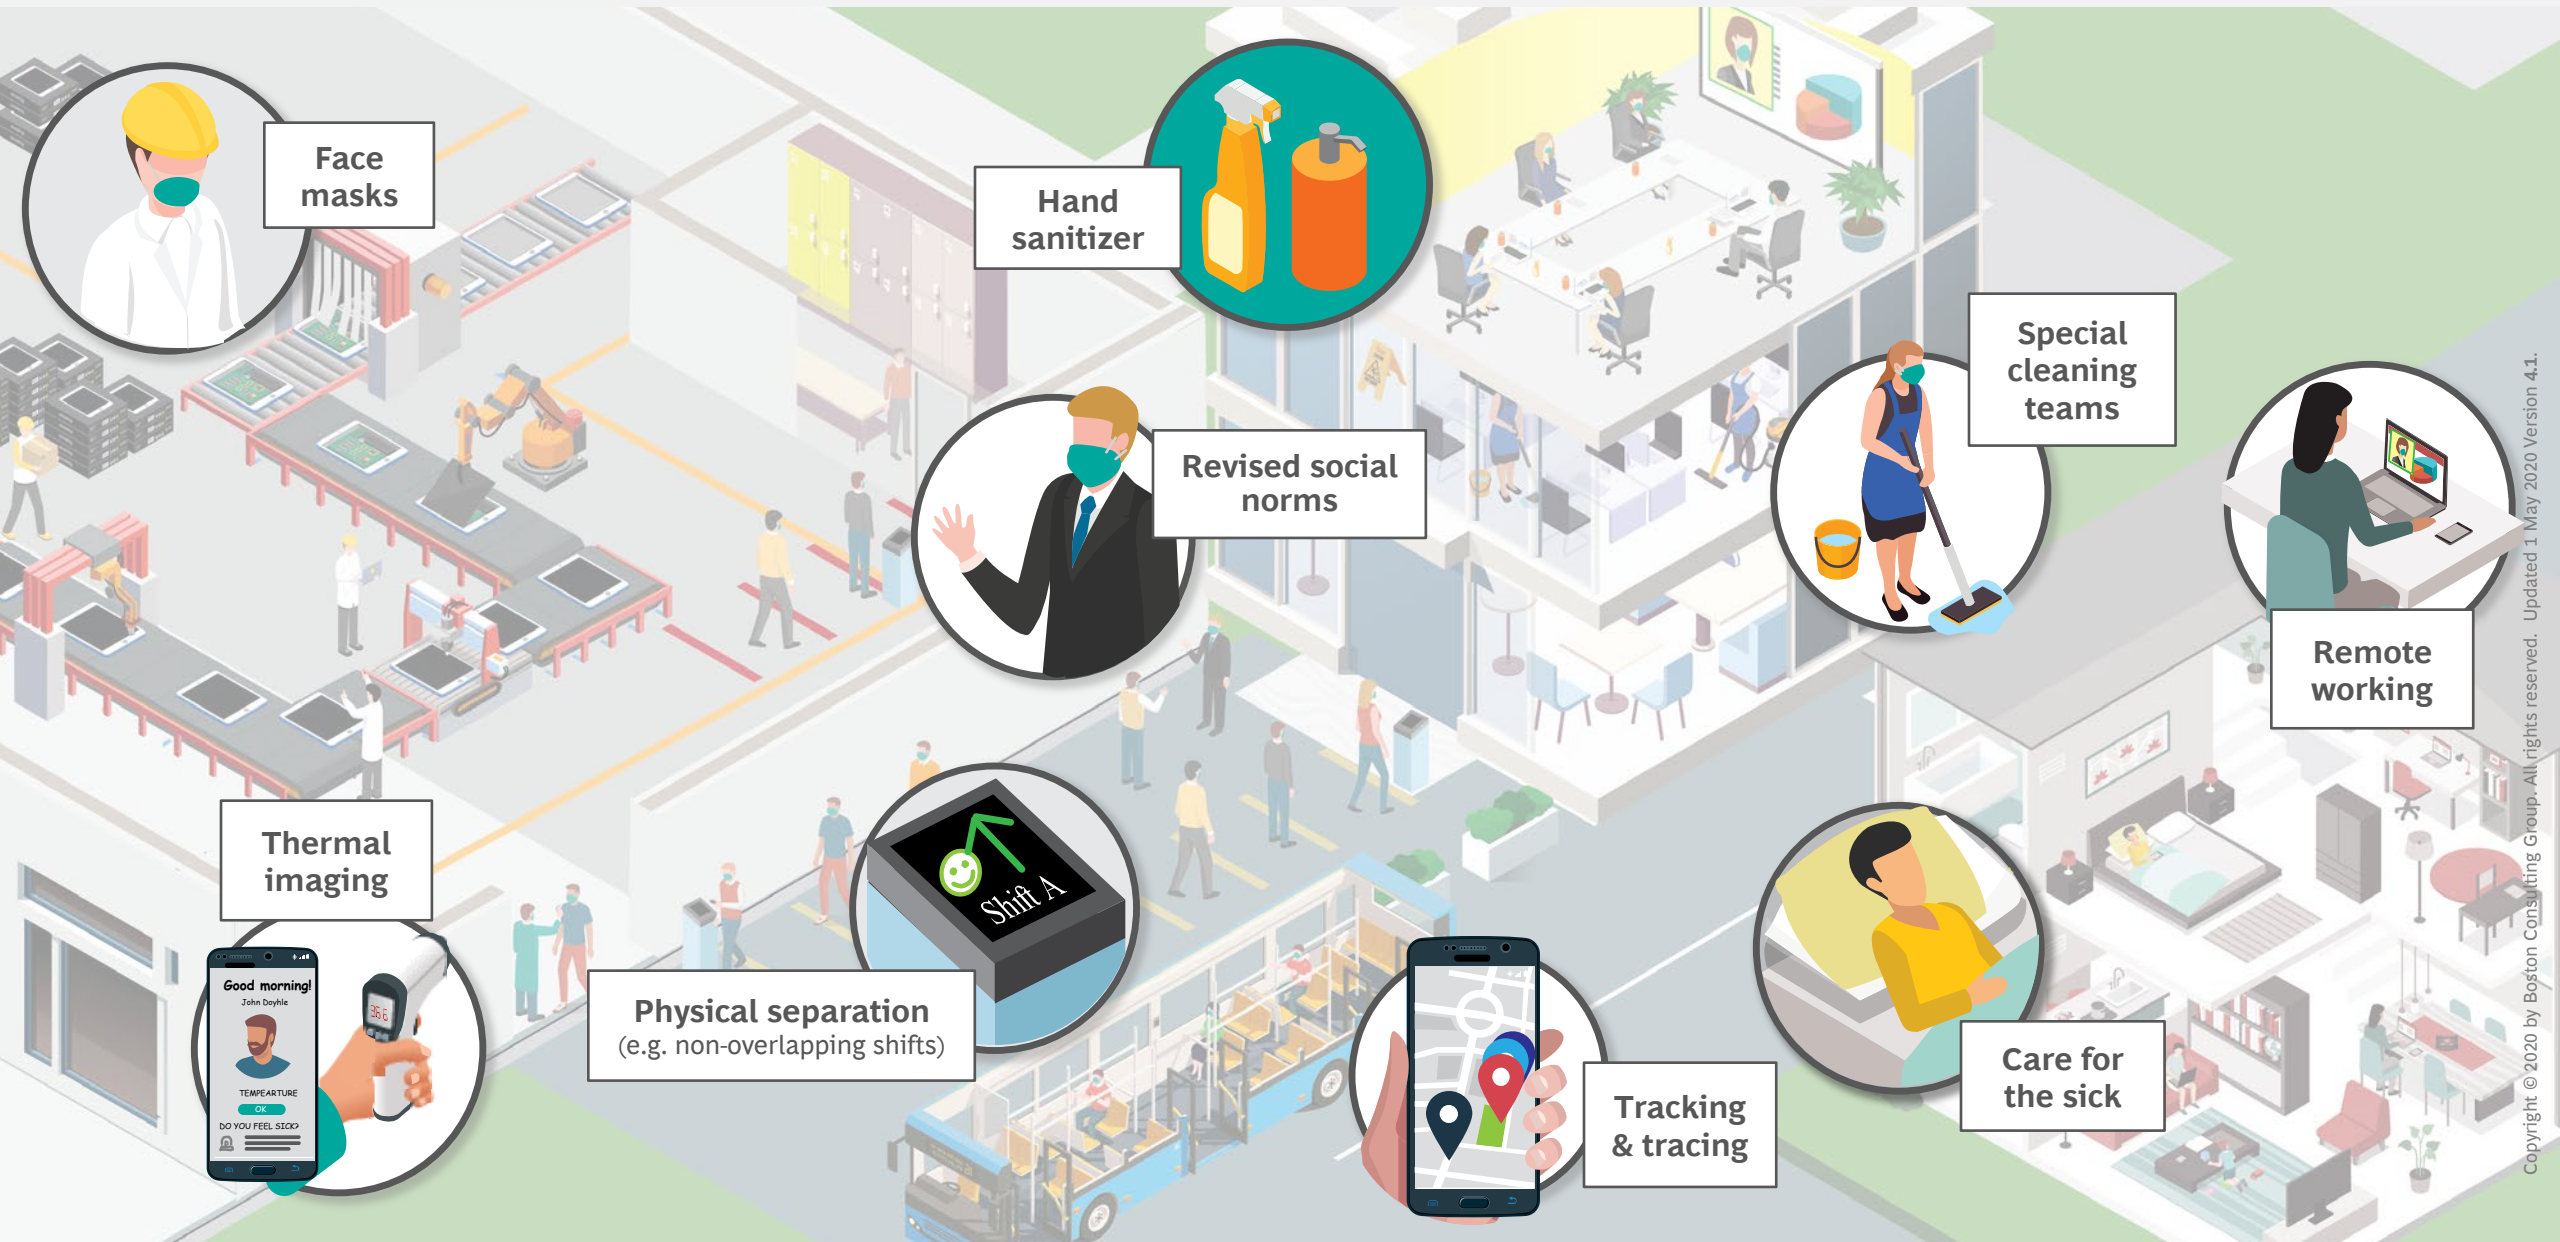 Face
masks
Hand
sanitizer
Special
cleaning
teams
Revised social
norms
Remote
working
Thermal
imaging
Good morning!
John Doyhle
TEMPEARTURE
OK
DO YOU FEEL SICK?
36.6
Shift A
Physical separation
(e.g. non-overlapping shifts)
Tracking
& tracing
Care for
the sick
Copyright © 2020 by Boston Consulting Group. All rights reserved. Updated 1 May 2020 Version 4.1.